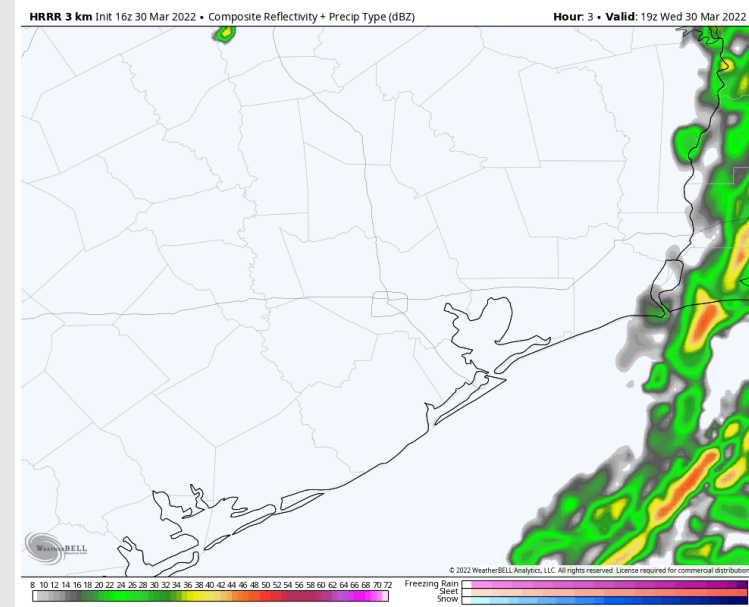 HRRR 3 km Init 16z 30 Mar 2022 • Composite Reflectivity + Precip Type (dBZ) Hour: 3 • Valid: 19z Wed 30 Mar 2022
WEATHERBELL
© 2022 WeatherBELL Analytics, LLC. All rights reserved. License required for commercial distribution
8 10 12 14 16 18 20 22 24 26 28 30 32 34 36 38 40 42 44 46 48 50 52 54 56 58 60 62 64 66 68 70 72
Freezing Rain
Sleet
Snow